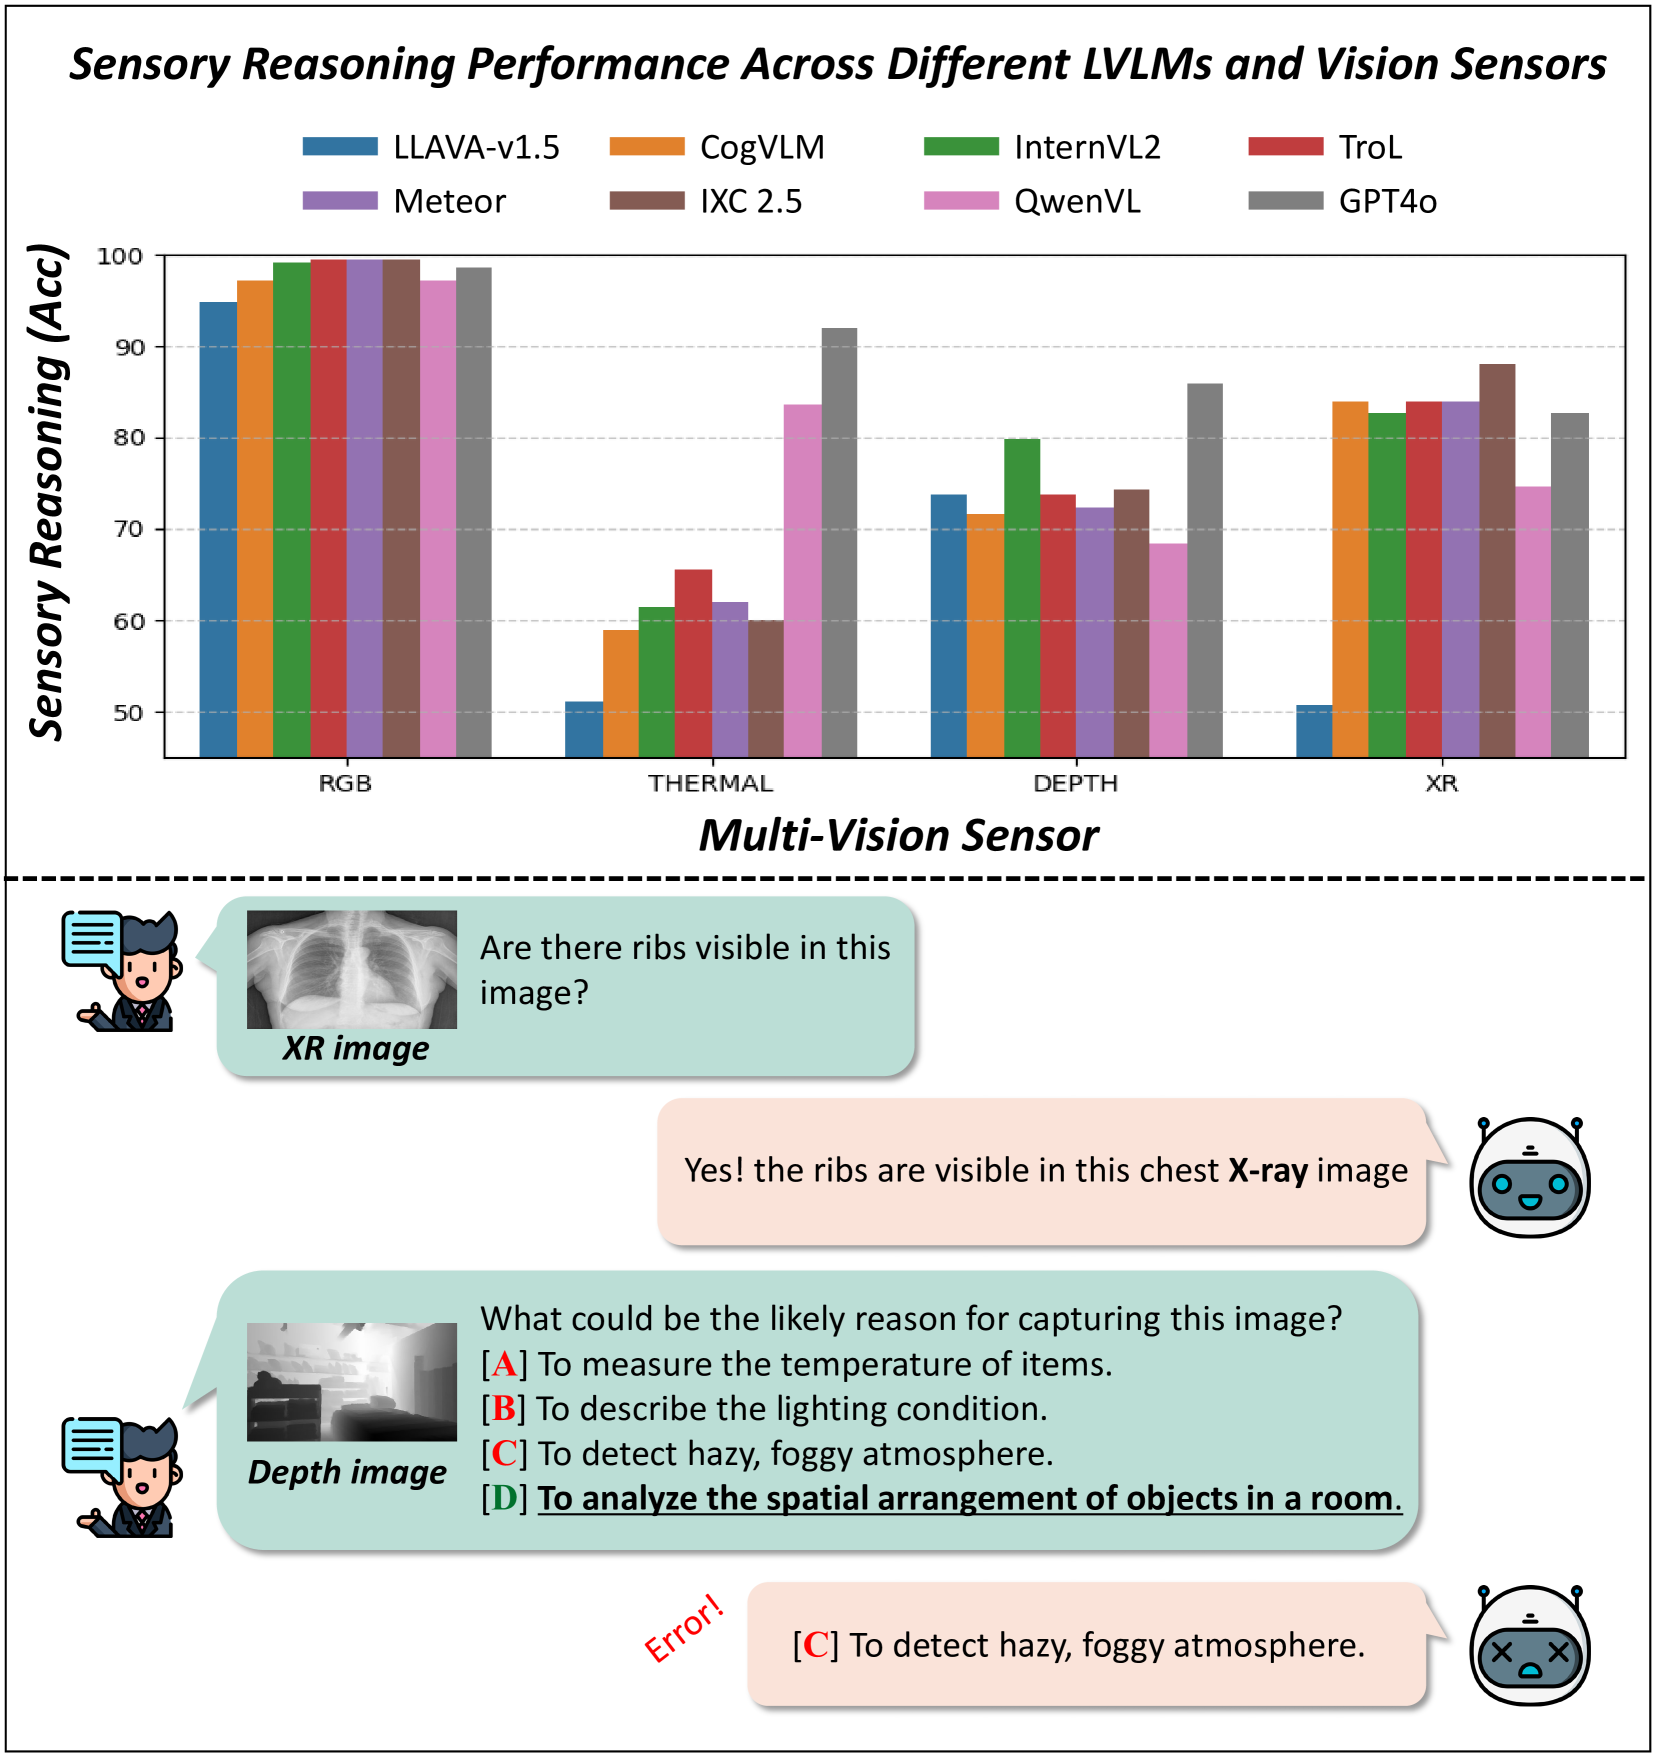 Sensory Reasoning Performance Across Different LVLMs and Vision Sensors
LLAVA-v1.5 CogVLM InternVL2 TroL
Meteor IXC 2.5 QwenVL GPT4o
Sensory Reasoning (Acc)
100
90
80
70
60
50
RGB THERMAL DEPTH XR
Multi-Vision Sensor
Are there ribs visible in this
image?
XR image
Yes! the ribs are visible in this chest X-ray image
What could be the likely reason for capturing this image?
[A] To measure the temperature of items.
[B] To describe the lighting condition.
[C] To detect hazy, foggy atmosphere.
[D] To analyze the spatial arrangement of objects in a room.
Depth image
Error!
[C] To detect hazy, foggy atmosphere.